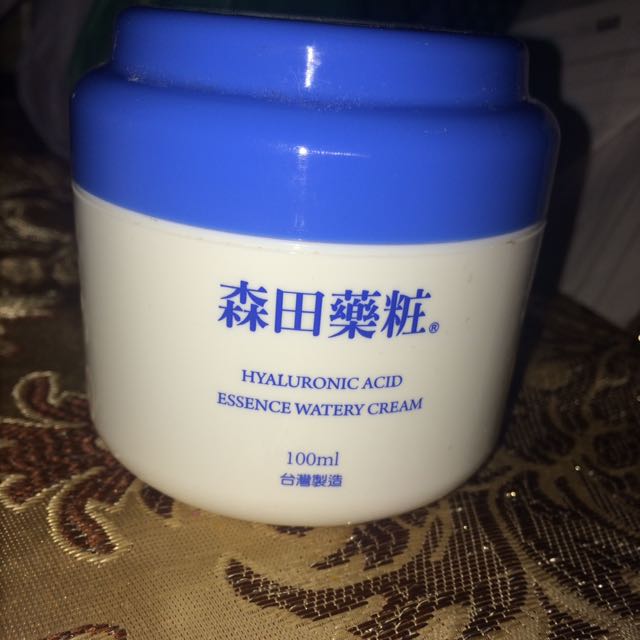 森田藥粧®
HYALURONIC ACID
ESSENCE WATERY CREAM
100ml
台灣製造